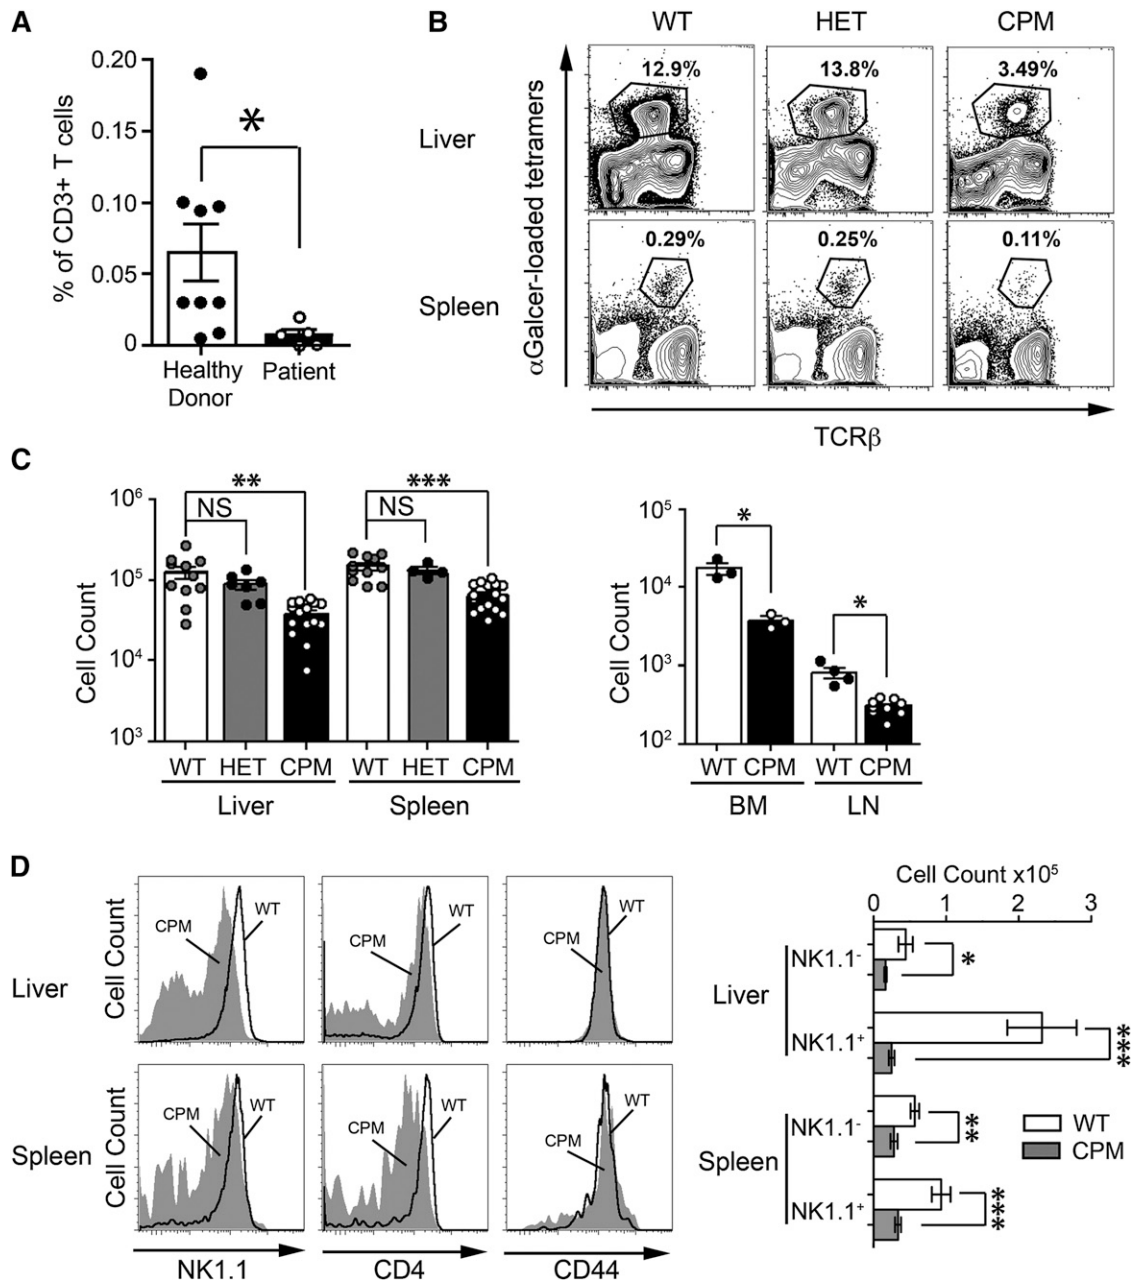 A
% of CD3+ T cells
0.20
0.15
0.10
0.05
0
*
Healthy
Donor
Patient
B
WT
HET
CPM
αGalcer-loaded tetramers
Liver
12.9%
13.8%
3.49%
Spleen
0.29%
0.25%
0.11%
TCRβ
C
Cell Count
10⁶
10⁵
10⁴
10³
NS
**
NS
***
WT HET CPM
WT HET CPM
Liver
Spleen
Cell Count
10⁵
10⁴
10³
10²
*
*
WT CPM
WT CPM
BM
LN
D
Liver
Cell Count
CPM
WT
CPM
WT
CPM
WT
Spleen
Cell Count
CPM
WT
CPM
WT
CPM
WT
NK1.1
CD4
CD44
Cell Count x10⁵
0 1 2 3
Liver
NK1.1⁻
*
NK1.1⁺
***
Spleen
NK1.1⁻
**
NK1.1⁺
***
WT
CPM